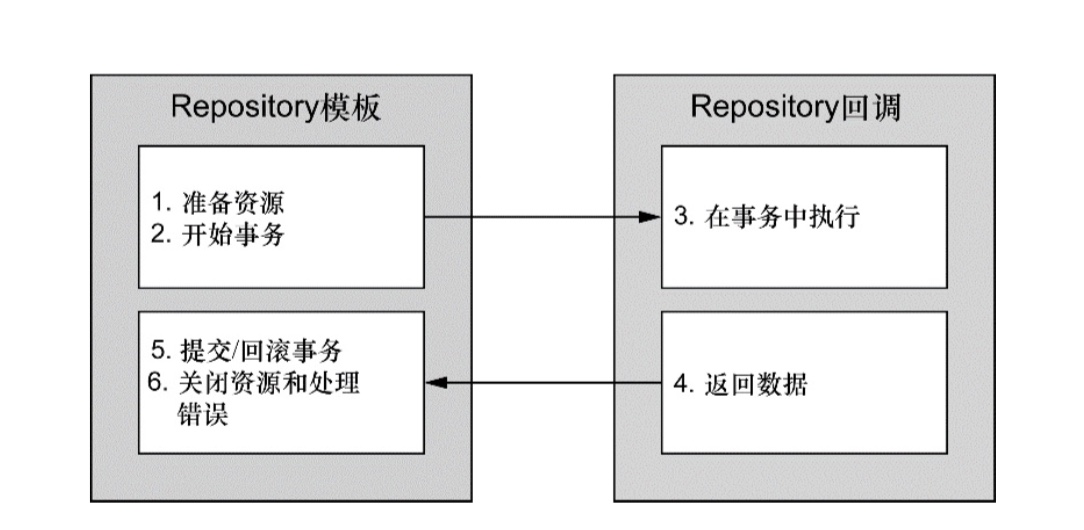 Repository模板
1. 准备资源
2. 开始事务
5. 提交/回滚事务
6. 关闭资源和处理
错误
Repository回调
3. 在事务中执行
4. 返回数据